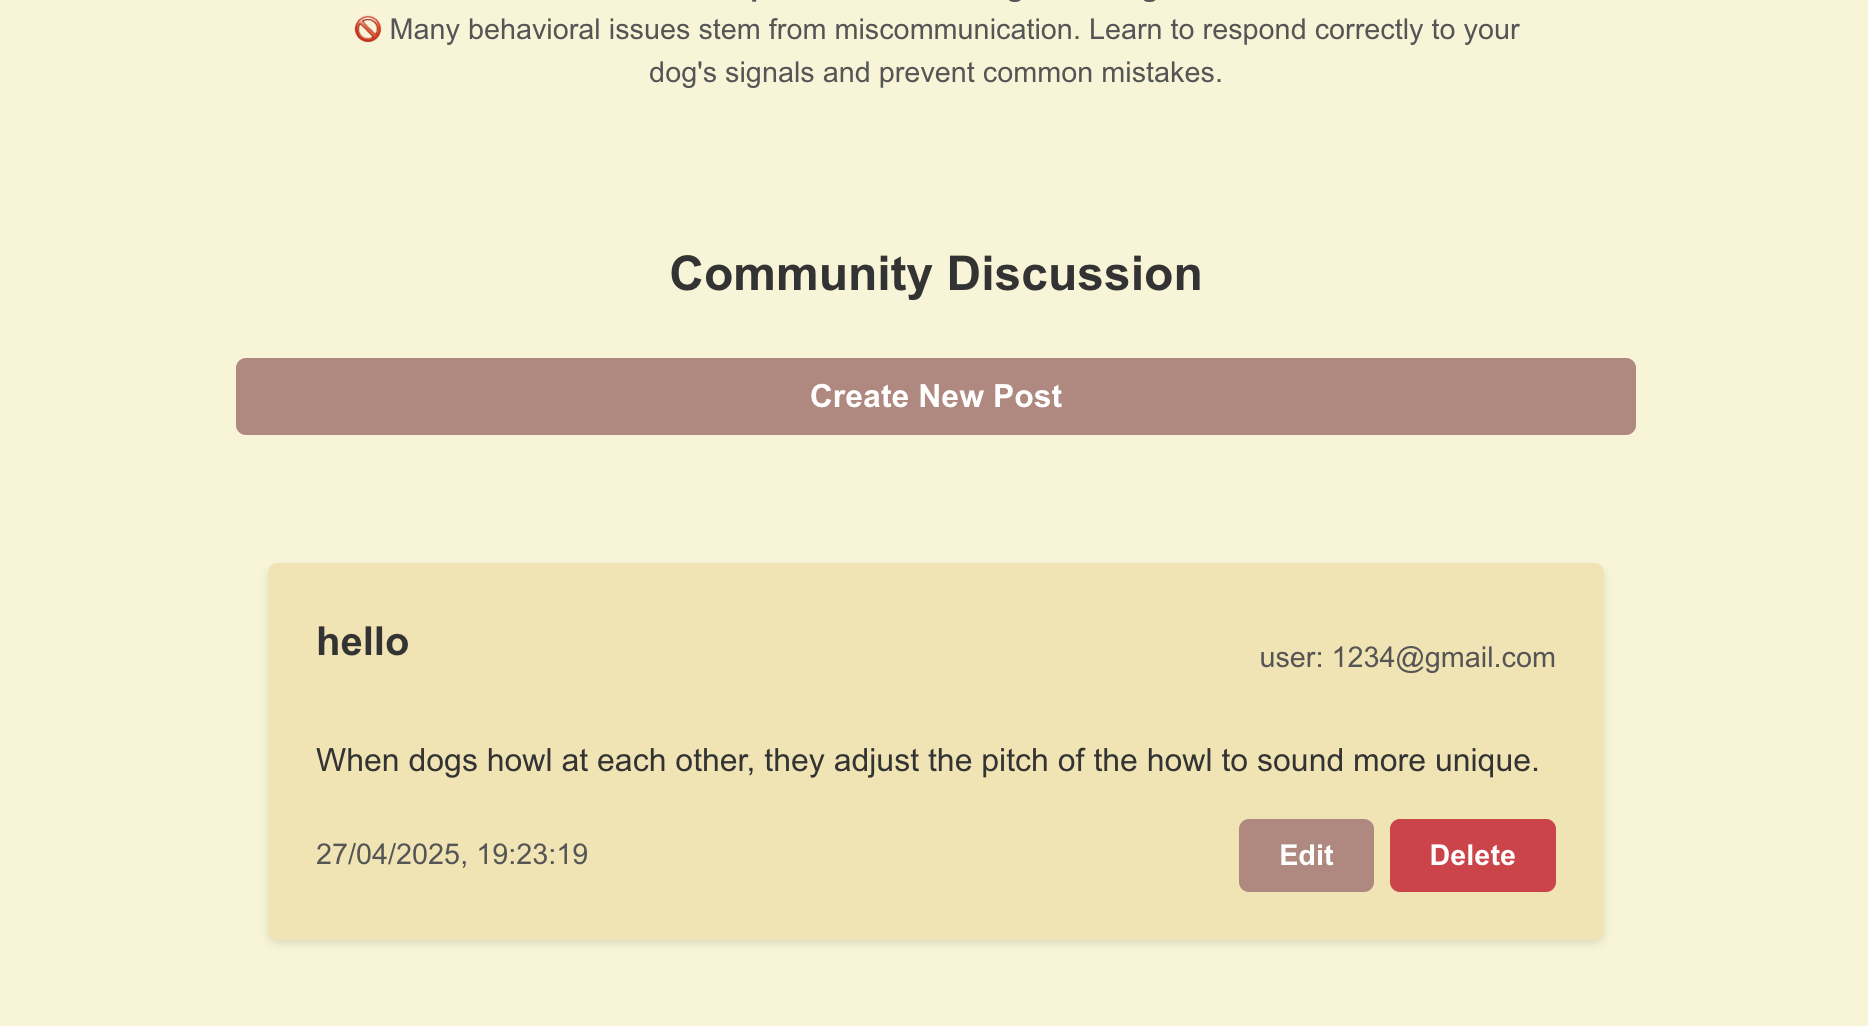 🚫 Many behavioral issues stem from miscommunication. Learn to respond correctly to your
dog's signals and prevent common mistakes.
Community Discussion
Create New Post
hello
user: 1234@gmail.com
When dogs howl at each other, they adjust the pitch of the howl to sound more unique.
27/04/2025, 19:23:19
Edit
Delete